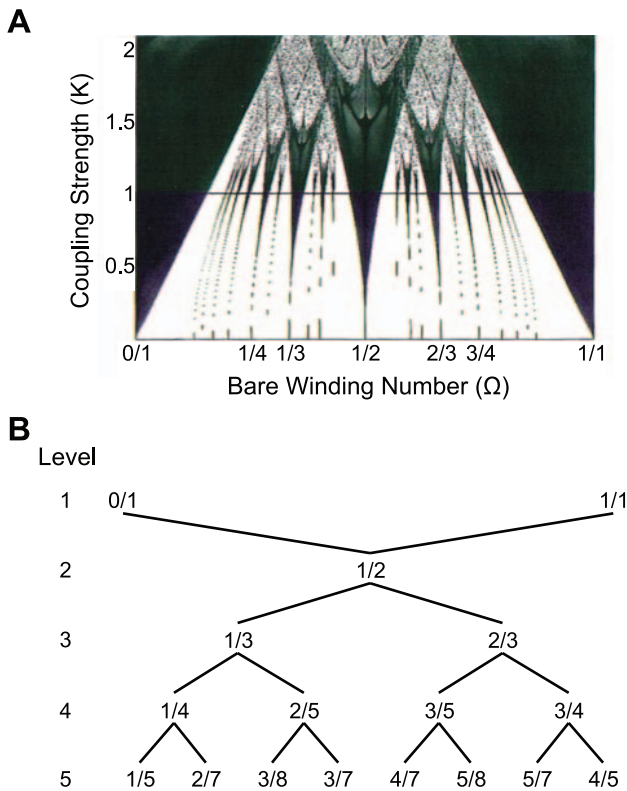 A
Coupling Strength (K)
2
1.5
1
0.5
0/1 1/4 1/3 1/2 2/3 3/4 1/1
Bare Winding Number (Ω)
B
Level
1 0/1 1/1
2 1/2
3 1/3 2/3
4 1/4 2/5 3/5 3/4
5 1/5 2/7 3/8 3/7 4/7 5/8 5/7 4/5